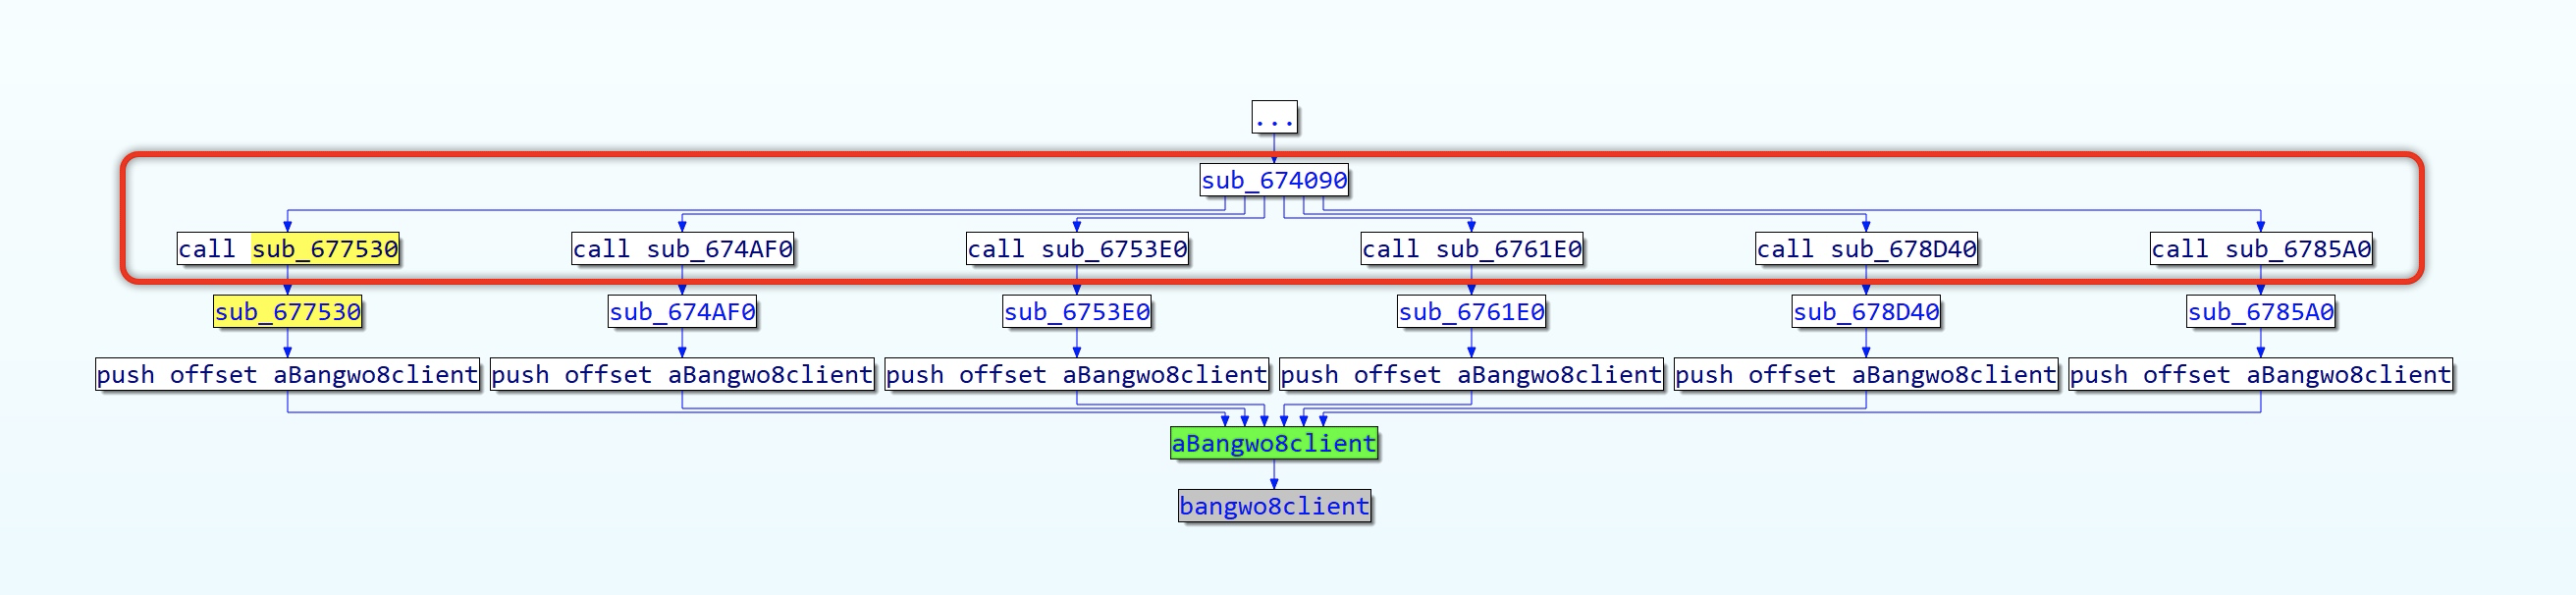 ...
sub_674090
call sub_677530
call sub_674AF0
call sub_6753E0
call sub_6761E0
call sub_678D40
call sub_6785A0
sub_677530
sub_674AF0
sub_6753E0
sub_6761E0
sub_678D40
sub_6785A0
push offset aBangwo8client
push offset aBangwo8client
push offset aBangwo8client
push offset aBangwo8client
push offset aBangwo8client
push offset aBangwo8client
aBangwo8client
bangwo8client